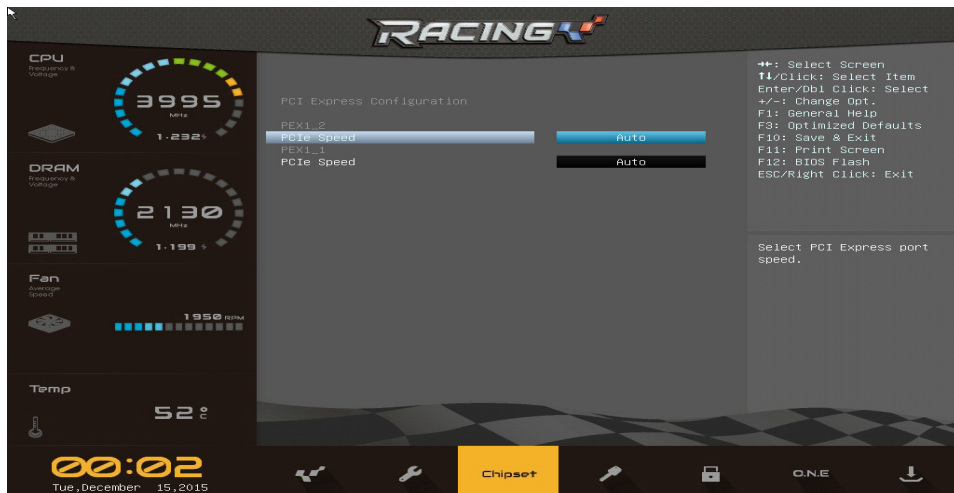 RACING
CPU
Frequency &
Voltage
3995
MHz
1.232
DRAM
Frequency &
Voltage
2130
MHz
1.199
Fan
Average
Speed
1950 RPM
Temp
52 °C
00:02
Tue,December 15,2015
PCI Express Configuration
PEX1_2
PCIe Speed Auto
PEX1_1
PCIe Speed Auto
→←: Select Screen
↑↓/Click: Select Item
Enter/Dbl Click: Select
+/-: Change Opt.
F1: General Help
F3: Optimized Defaults
F10: Save & Exit
F11: Print Screen
F12: BIOS Flash
ESC/Right Click: Exit
Select PCI Express port
speed.
Chipset
O.N.E